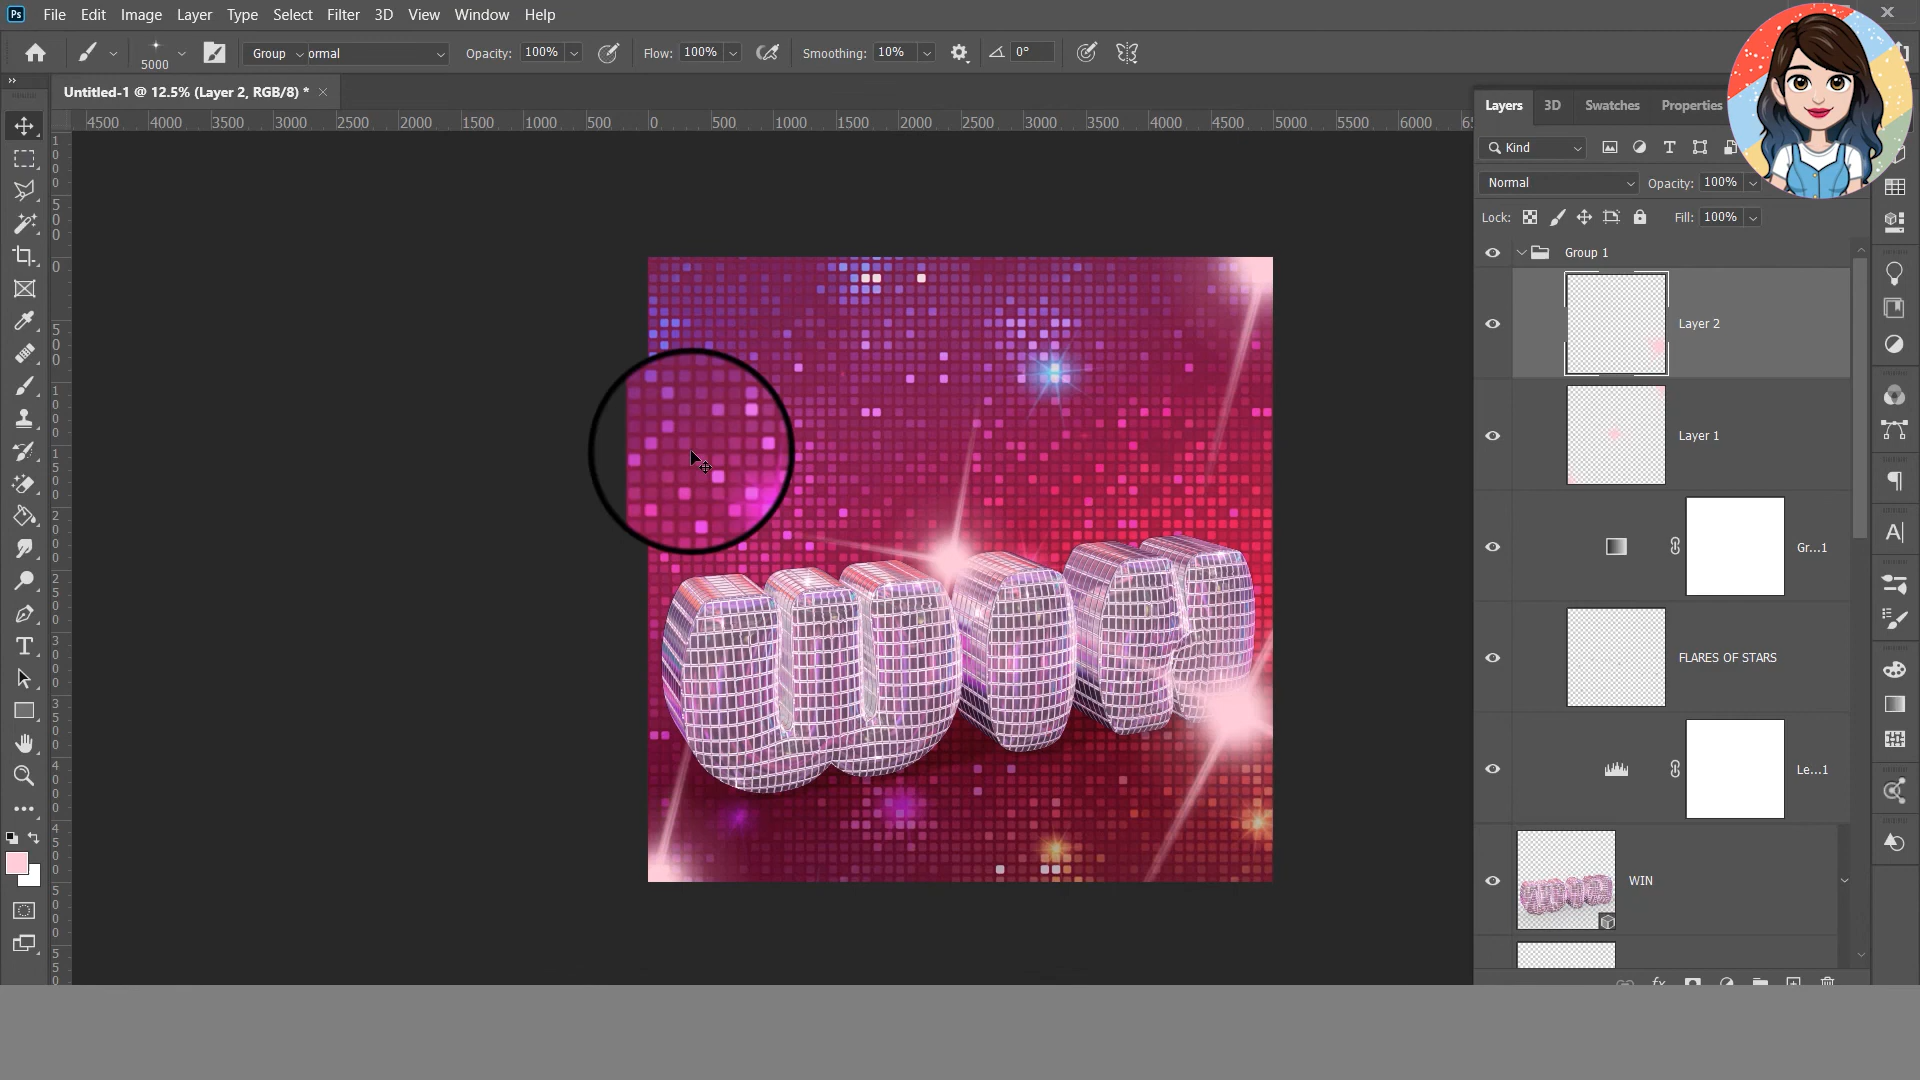 Ps File Edit Image Layer Type Select Filter 3D View Window Help
5000 Group ormal Opacity: 100% Flow: 100% Smoothing: 10% 0°
Untitled-1 @ 12.5% (Layer 2, RGB/8) *
4500 4000 3500 3000 2500 2000 1500 1000 500 0 500 1000 1500 2000 2500 3000 3500 4000 4500 5000 5500 6000
Layers 3D Swatches Properties
Kind
Normal Opacity: 100%
Lock: Fill: 100%
Group 1
Layer 2
Layer 1
Gr...1
FLARES OF STARS
Le...1
WIN